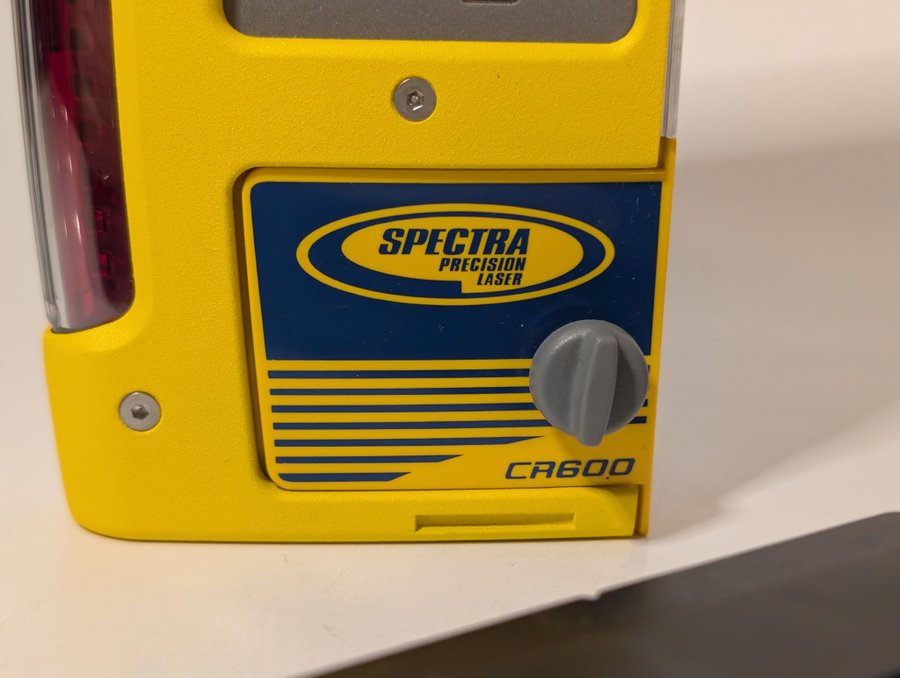 SPECTRA
PRECISION
LASER
CR600